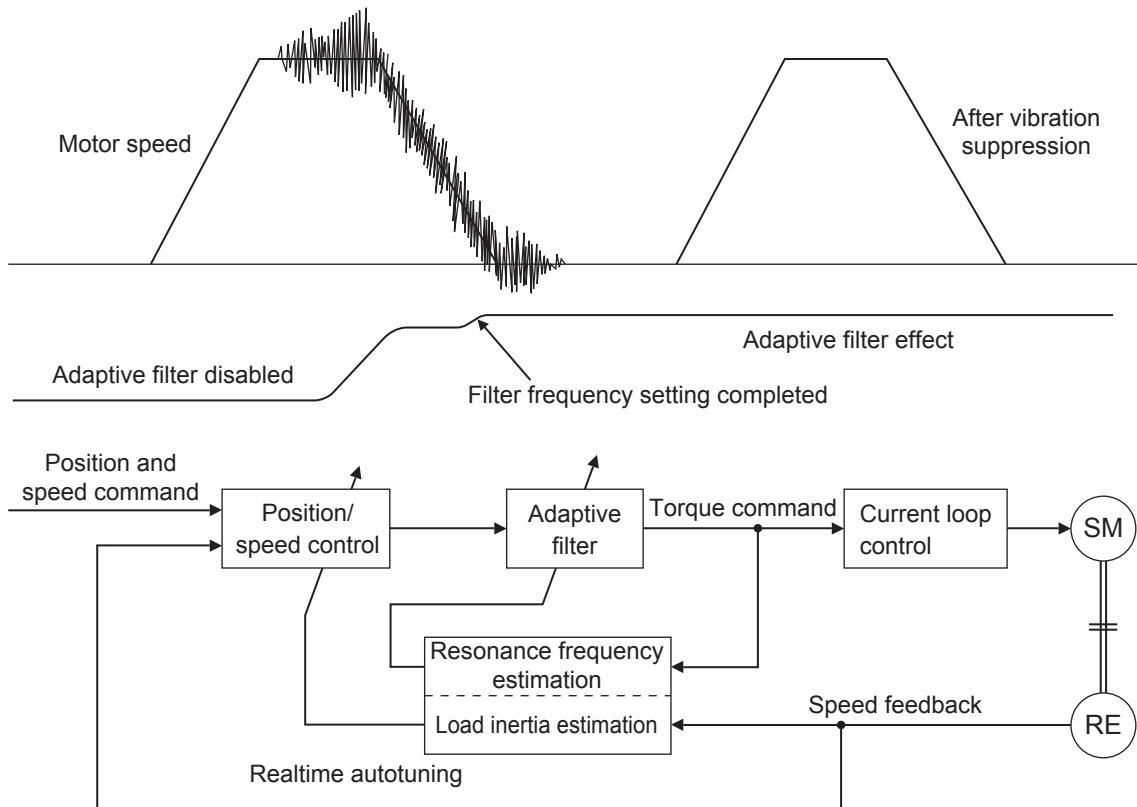 Motor speed
After vibration
suppression
Adaptive filter effect
Adaptive filter disabled
Filter frequency setting completed
Position and
speed command
Position/
speed control
Adaptive
filter
Torque command
Current loop
control
SM
Resonance frequency
estimation
Load inertia estimation
Speed feedback
RE
Realtime autotuning